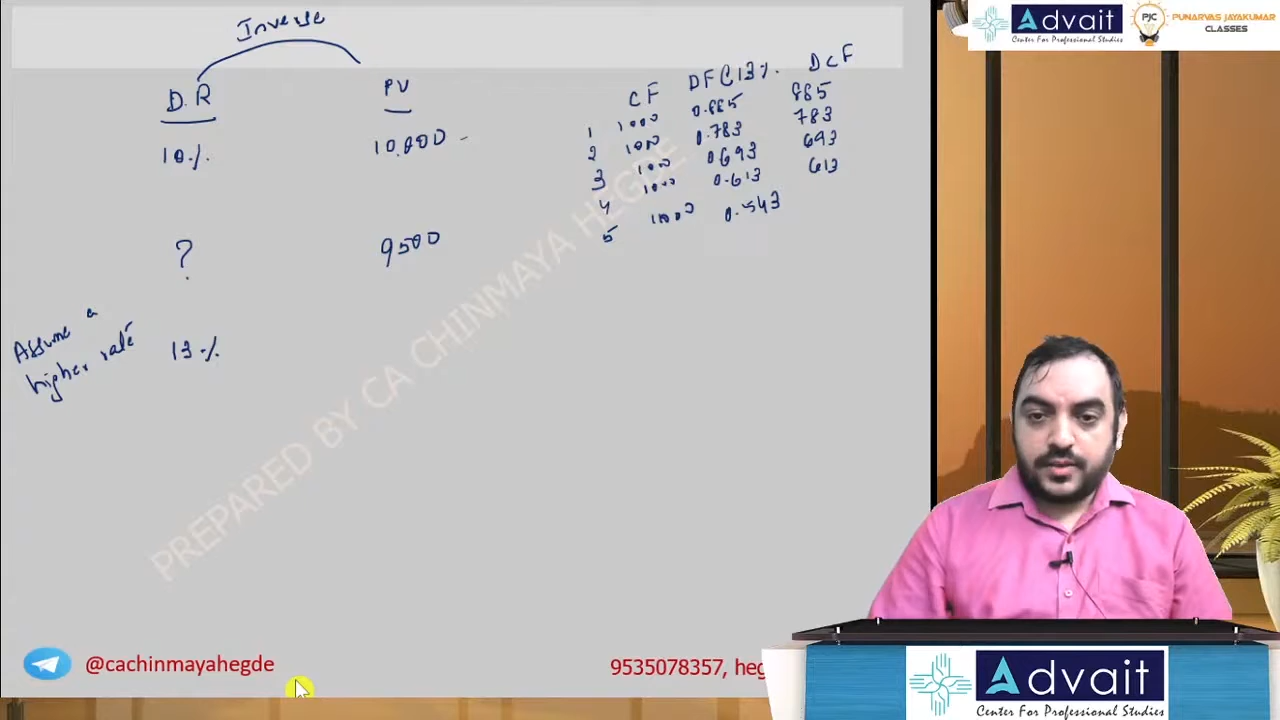 Inverse
D.R PV
10% 10,000 -
? 9500
Assume a
higher rate 13%
CF DF@13% DCF
1 1000 0.885 885
2 1000 0.783 783
3 1000 0.693 693
4 1000 0.613 613
5 1000 0.543
PREPARED BY CA CHINMAYA HEGDE
@cachinmayahegde
9535078357, heg
Advait
Center For Professional Studies
PJC
PUNARVAS JAYAKUMAR
CLASSES
Advait
Center For Professional Studies